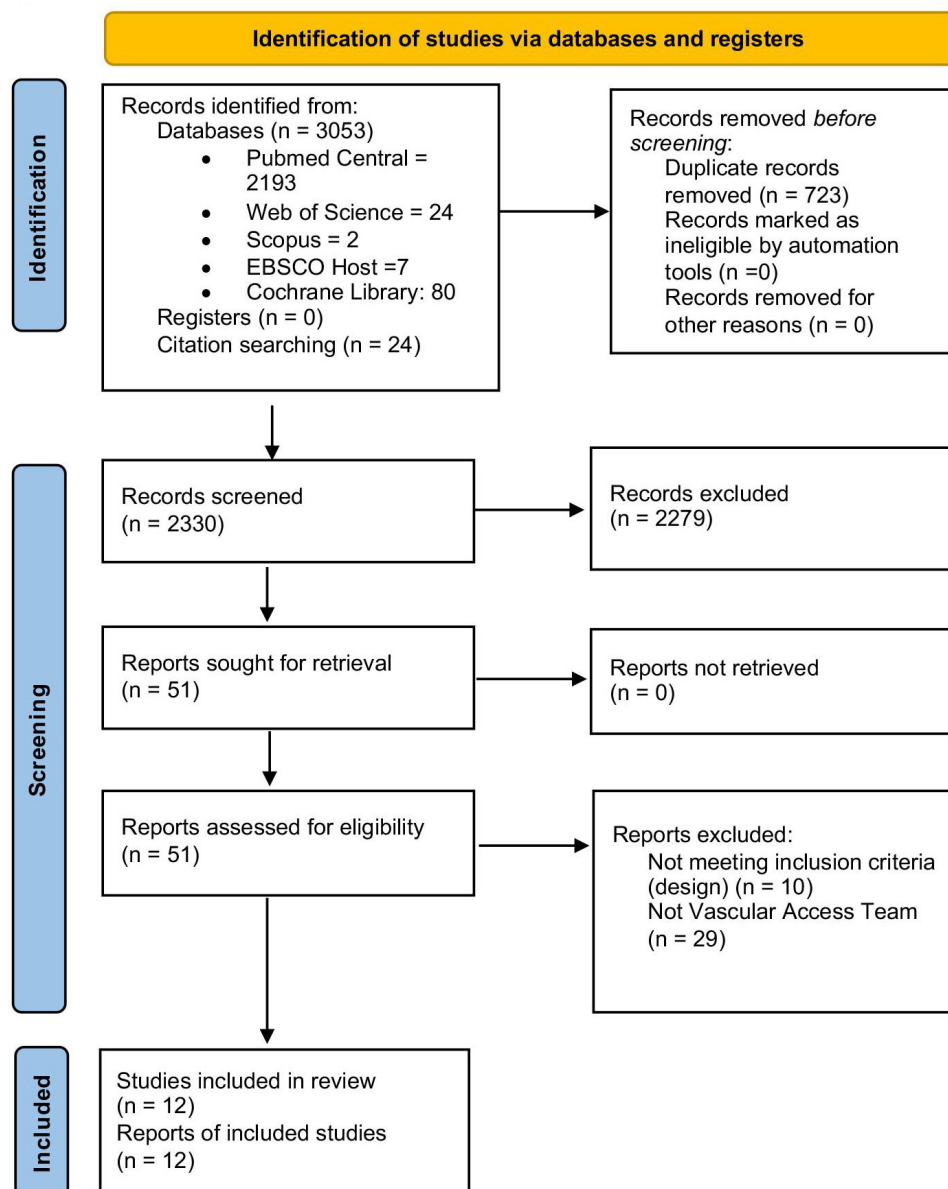 Identification of studies via databases and registers
Identification
Records identified from:
Databases (n = 3053)
• Pubmed Central =
2193
• Web of Science = 24
• Scopus = 2
• EBSCO Host =7
• Cochrane Library: 80
Registers (n = 0)
Citation searching (n = 24)
Records removed before
screening:
Duplicate records
removed (n = 723)
Records marked as
ineligible by automation
tools (n =0)
Records removed for
other reasons (n = 0)
Screening
Records screened
(n = 2330)
Records excluded
(n = 2279)
Reports sought for retrieval
(n = 51)
Reports not retrieved
(n = 0)
Reports assessed for eligibility
(n = 51)
Reports excluded:
Not meeting inclusion criteria
(design) (n = 10)
Not Vascular Access Team
(n = 29)
Included
Studies included in review
(n = 12)
Reports of included studies
(n = 12)